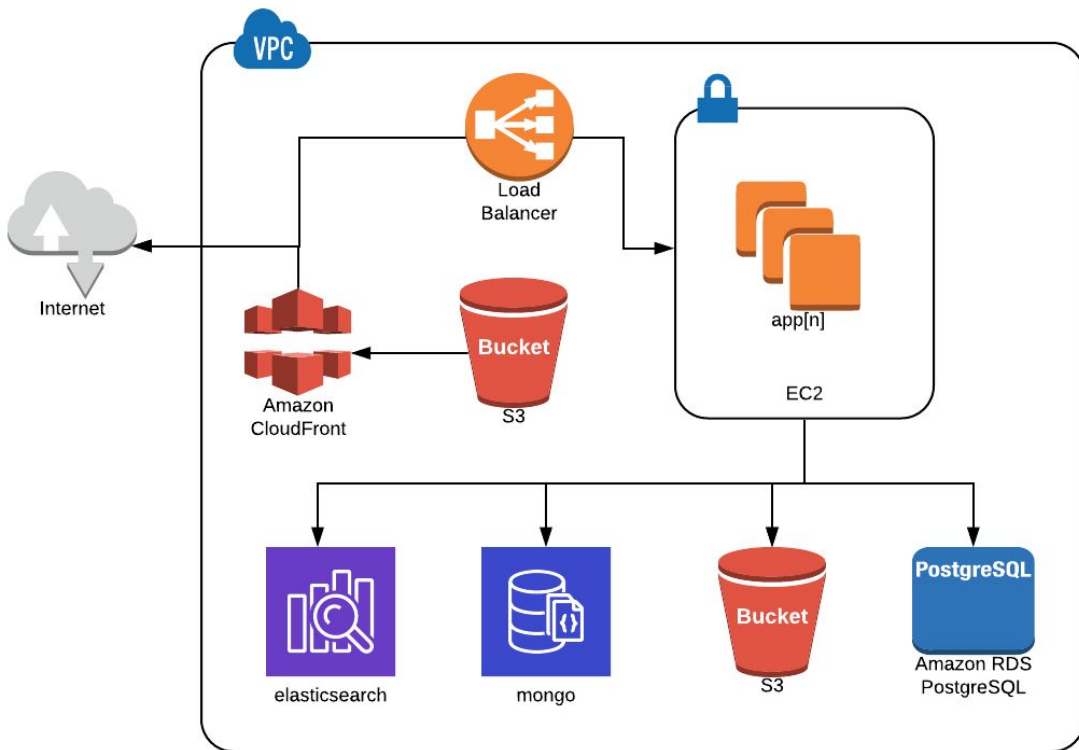 VPC
Load
Balancer
Internet
app[n]
Bucket
Amazon
CloudFront
S3
EC2
PostgreSQL
Bucket
elasticsearch
mongo
S3
Amazon RDS
PostgreSQL